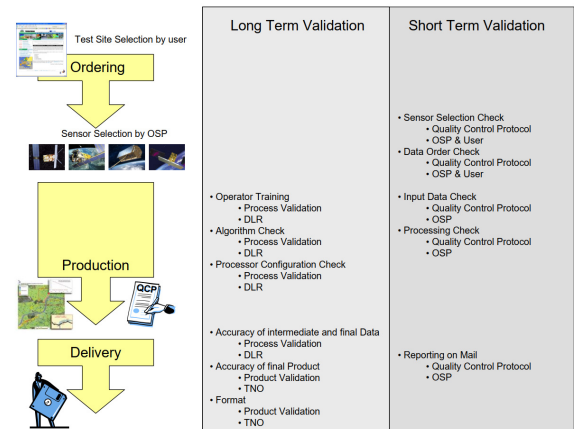 Test Site Selection by user
Ordering
Sensor Selection by OSP
Production
QCP
Delivery
Long Term Validation
• Operator Training
• Process Validation
• DLR
• Algorithm Check
• Process Validation
• DLR
• Processor Configuration Check
• Process Validation
• DLR
• Accuracy of intermediate and final Data
• Process Validation
• DLR
• Accuracy of final Product
• Product Validation
• TNO
• Format
• Product Validation
• TNO
Short Term Validation
• Sensor Selection Check
• Quality Control Protocol
• OSP & User
• Data Order Check
• Quality Control Protocol
• OSP & User
• Input Data Check
• Quality Control Protocol
• OSP
• Processing Check
• Quality Control Protocol
• OSP
• Reporting on Mail
• Quality Control Protocol
• OSP